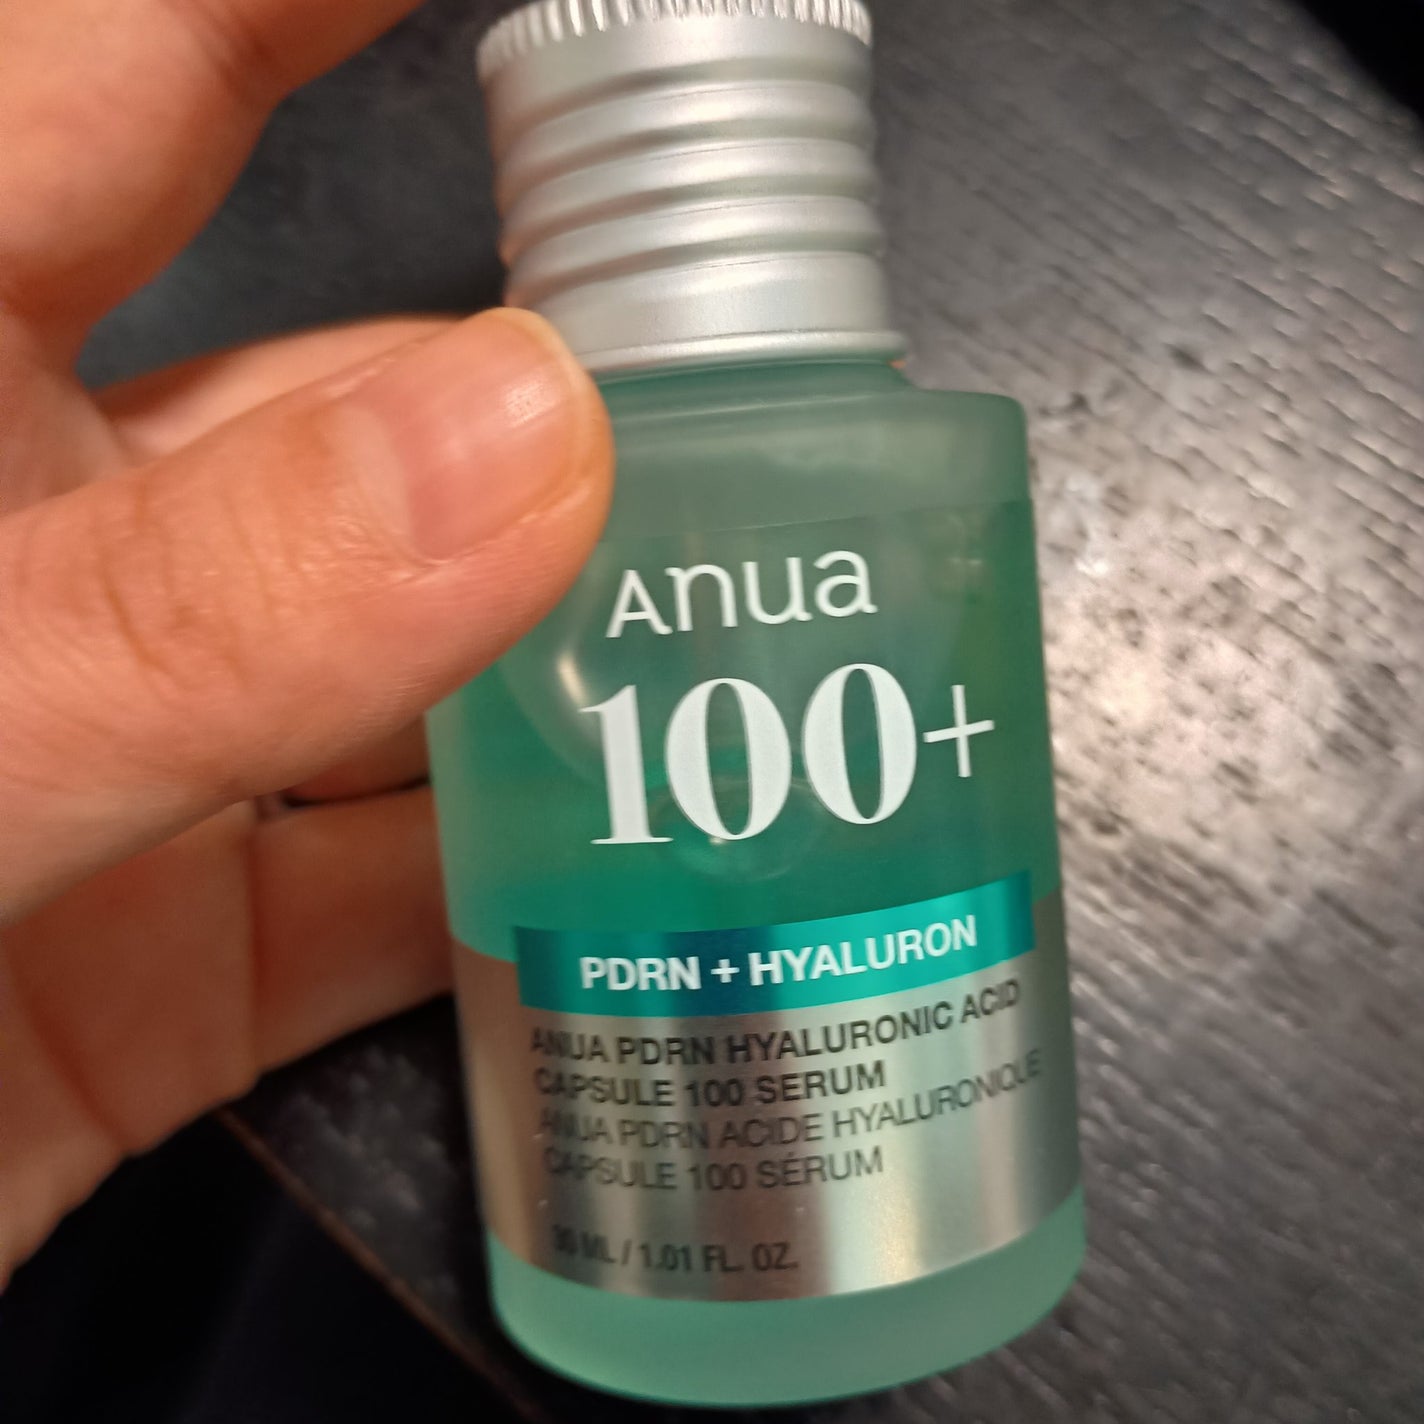 Anua
100+
PDRN + HYALURON
ANUA PDRN HYALURONIC ACID
CAPSULE 100 SERUM
ANUA PDRN ACIDE HYALURONIQUE
CAPSULE 100 SÉRUM
30 ML / 1.01 FL. OZ.